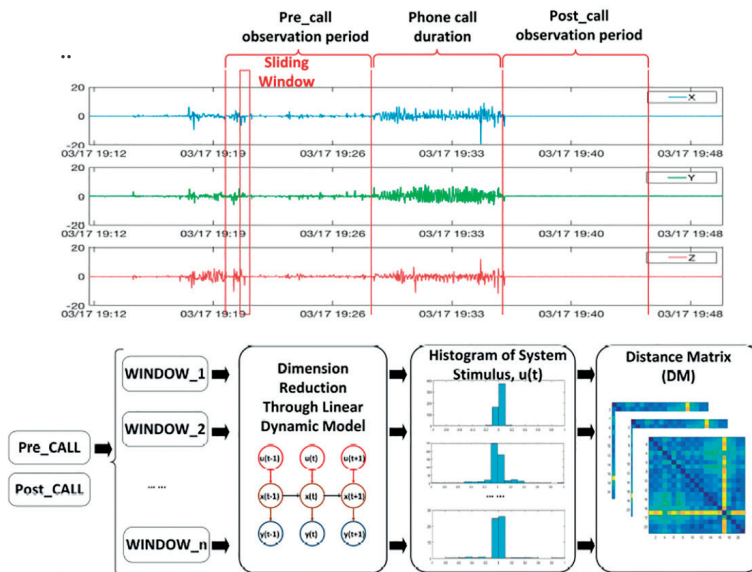 Pre_call
observation period
Phone call
duration
Post_call
observation period
..
Sliding
Window
20
0
-20
X
03/17 19:12 03/17 19:19 03/17 19:26 03/17 19:33 03/17 19:40 03/17 19:48
20
0
-20
Y
03/17 19:12 03/17 19:19 03/17 19:26 03/17 19:33 03/17 19:40 03/17 19:48
20
0
-20
Z
03/17 19:12 03/17 19:19 03/17 19:26 03/17 19:33 03/17 19:40 03/17 19:48
Pre_CALL
Post_CALL
WINDOW_1
WINDOW_2
... ...
WINDOW_n
Dimension
Reduction
Through Linear
Dynamic Model
u(t-1) u(t) u(t+1)
x(t-1) x(t) x(t+1)
y(t-1) y(t) y(t+1)
Histogram of System
Stimulus, u(t)
... ...
Distance Matrix
(DM)